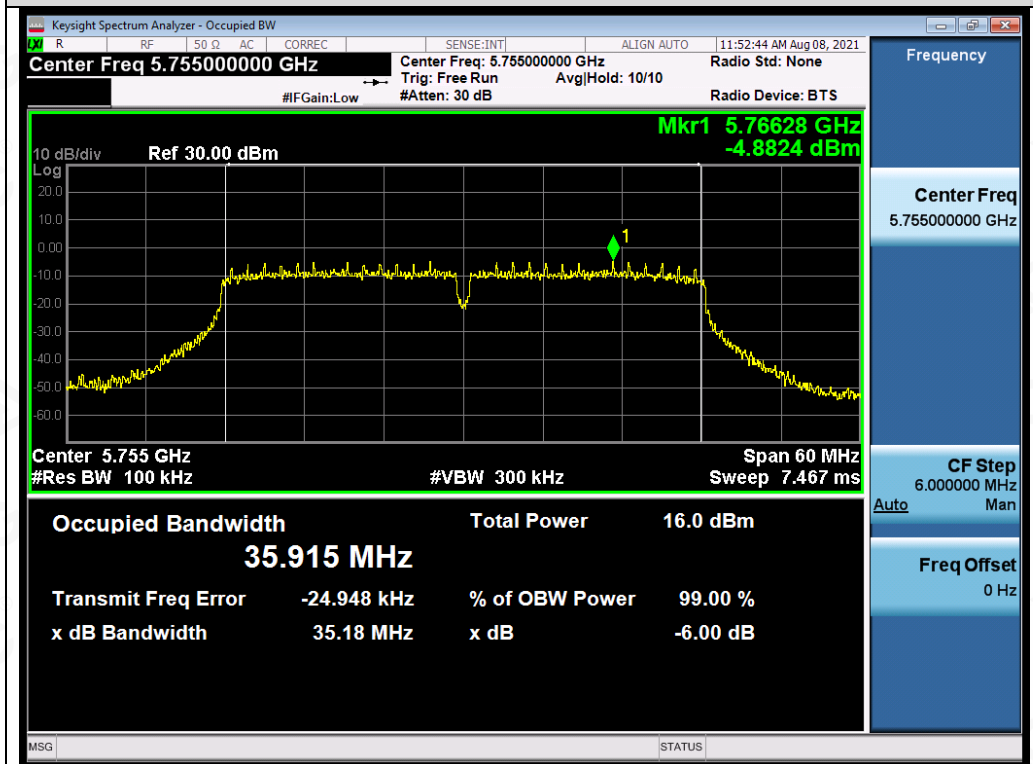 Keysight Spectrum Analyzer - Occupied BW
LXI R RF 50 Ω AC CORREC SENSE:INT ALIGN AUTO 11:52:44 AM Aug 08, 2021
Center Freq 5.755000000 GHz
Center Freq: 5.755000000 GHz Radio Std: None
Trig: Free Run Avg|Hold: 10/10
#IFGain:Low #Atten: 30 dB Radio Device: BTS
Frequency
Mkr1 5.76628 GHz
-4.8824 dBm
10 dB/div Ref 30.00 dBm
Log
20.0
10.0
0.00
-10.0
-20.0
-30.0
-40.0
-50.0
-60.0
1
Center 5.755 GHz Span 60 MHz
#Res BW 100 kHz #VBW 300 kHz Sweep 7.467 ms
Center Freq
5.755000000 GHz
CF Step
6.000000 MHz
Auto Man
Freq Offset
0 Hz
Occupied Bandwidth Total Power 16.0 dBm
35.915 MHz
Transmit Freq Error -24.948 kHz % of OBW Power 99.00 %
x dB Bandwidth 35.18 MHz x dB -6.00 dB
MSG STATUS